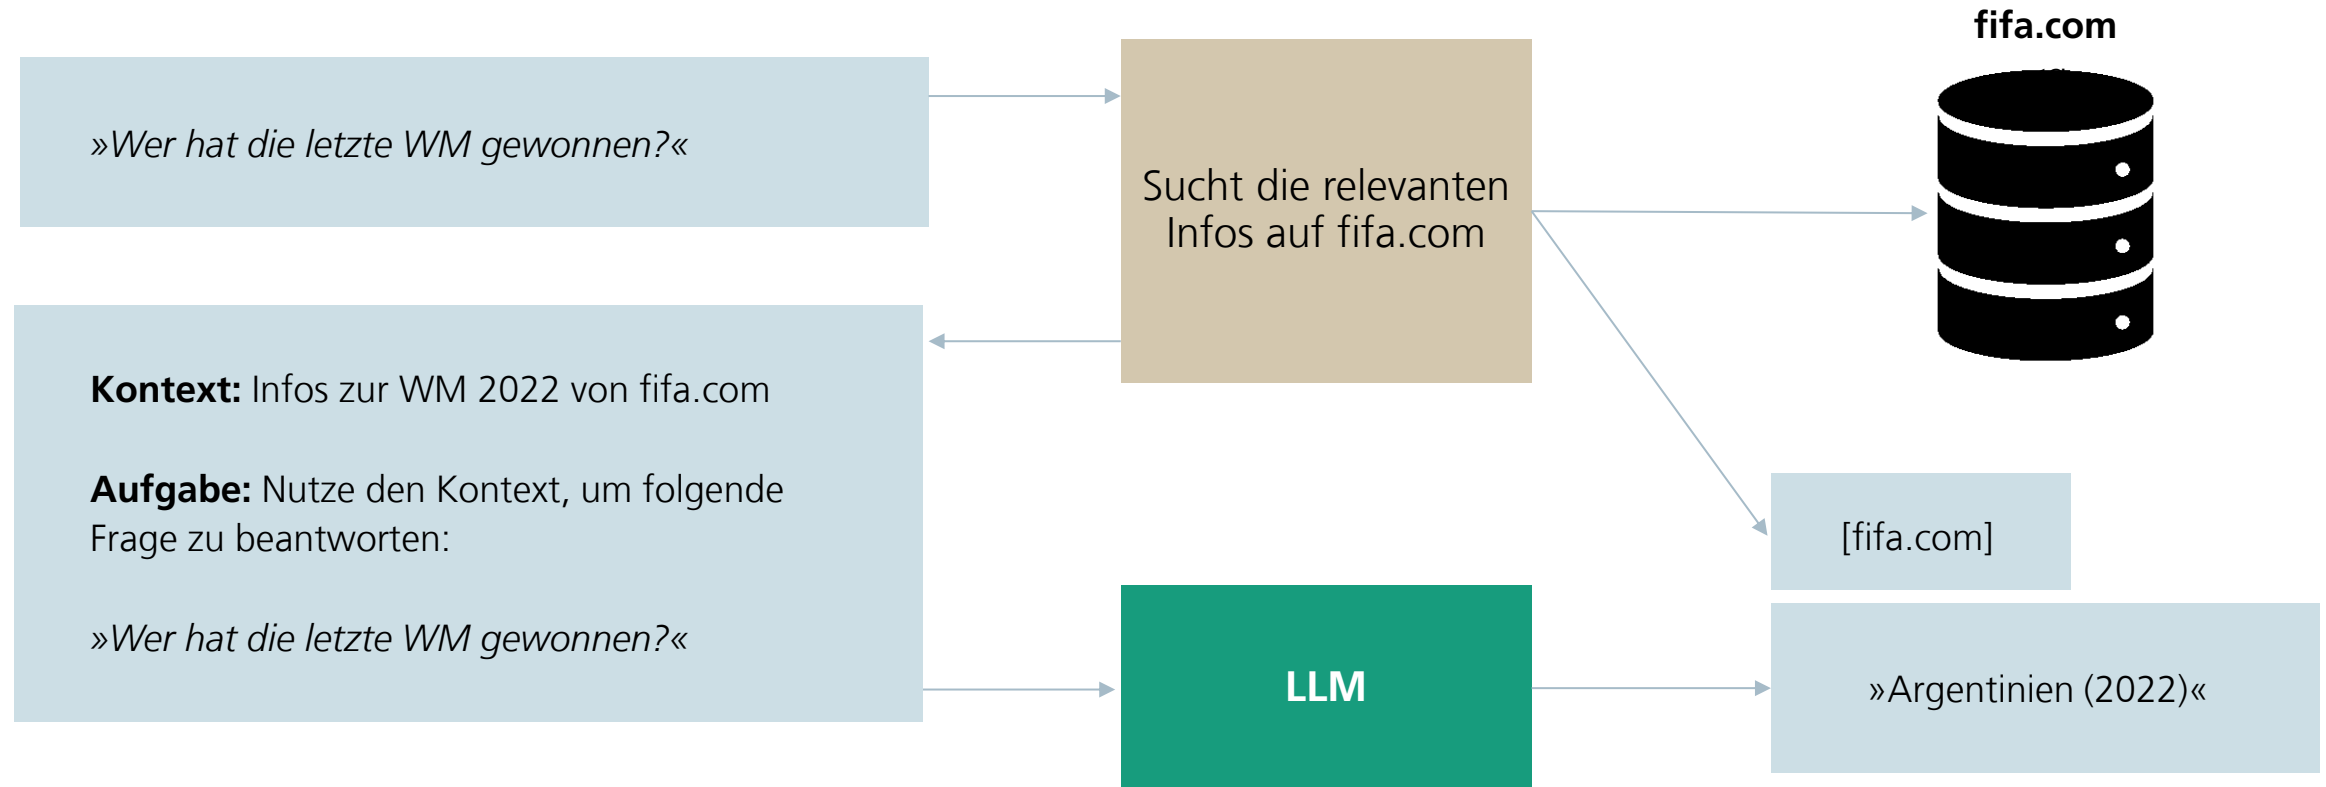 fifa.com
»Wer hat die letzte WM gewonnen?«
Sucht die relevanten
Infos auf fifa.com
Kontext: Infos zur WM 2022 von fifa.com
Aufgabe: Nutze den Kontext, um folgende
Frage zu beantworten:
»Wer hat die letzte WM gewonnen?«
LLM
[fifa.com]
»Argentinien (2022)«